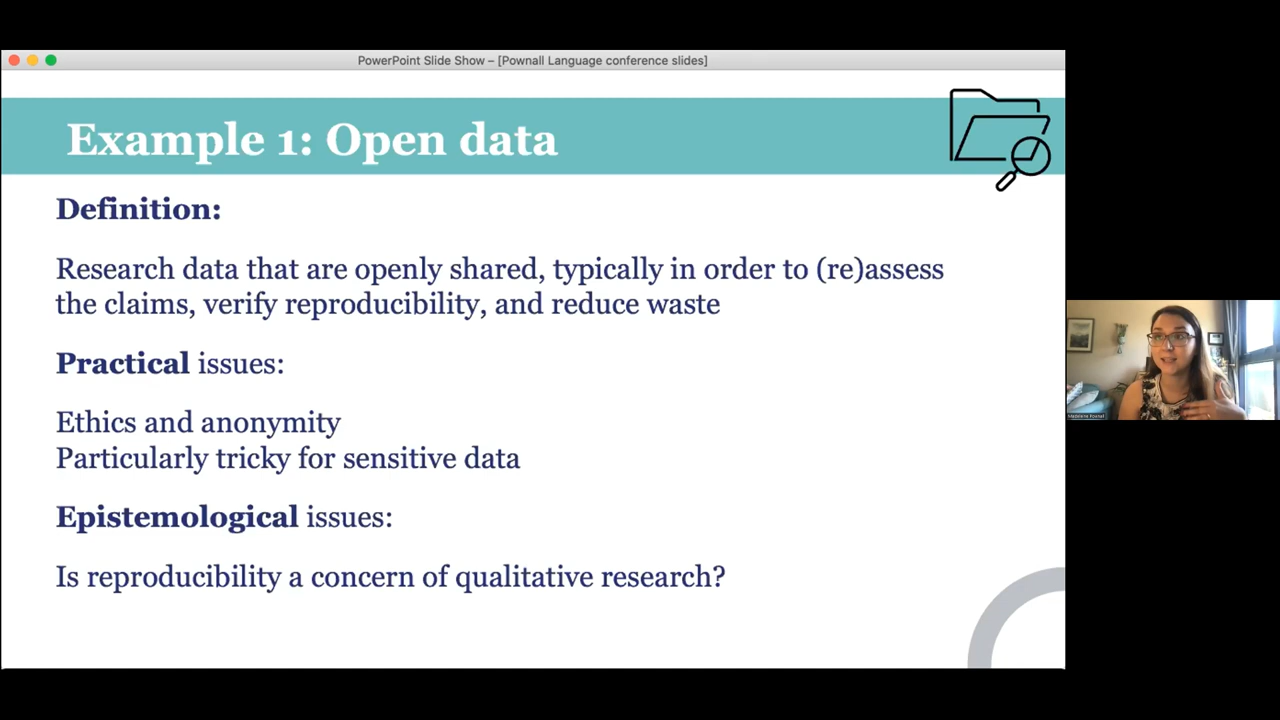 PowerPoint Slide Show – [Pownall Language conference slides]
Example 1: Open data
Definition:
Research data that are openly shared, typically in order to (re)assess
the claims, verify reproducibility, and reduce waste
Practical issues:
Ethics and anonymity
Particularly tricky for sensitive data
Epistemological issues:
Is reproducibility a concern of qualitative research?